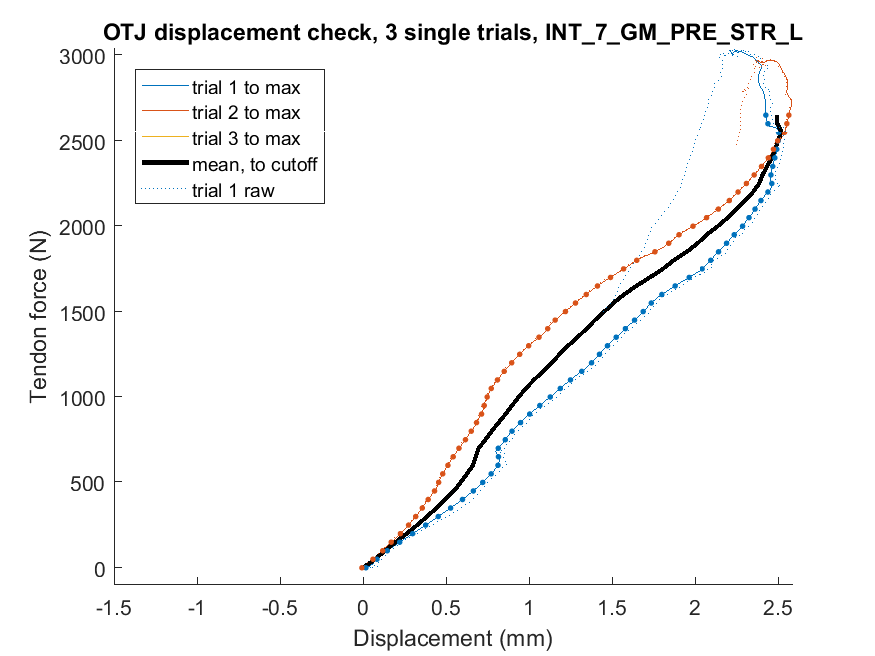 OTJ displacement check, 3 single trials, INT_7_GM_PRE_STR_L
3000
2500
2000
1500
1000
500
0
Tendon force (N)
trial 1 to max
trial 2 to max
trial 3 to max
mean, to cutoff
trial 1 raw
-1.5
-1
-0.5
0
0.5
1
1.5
2
2.5
Displacement (mm)